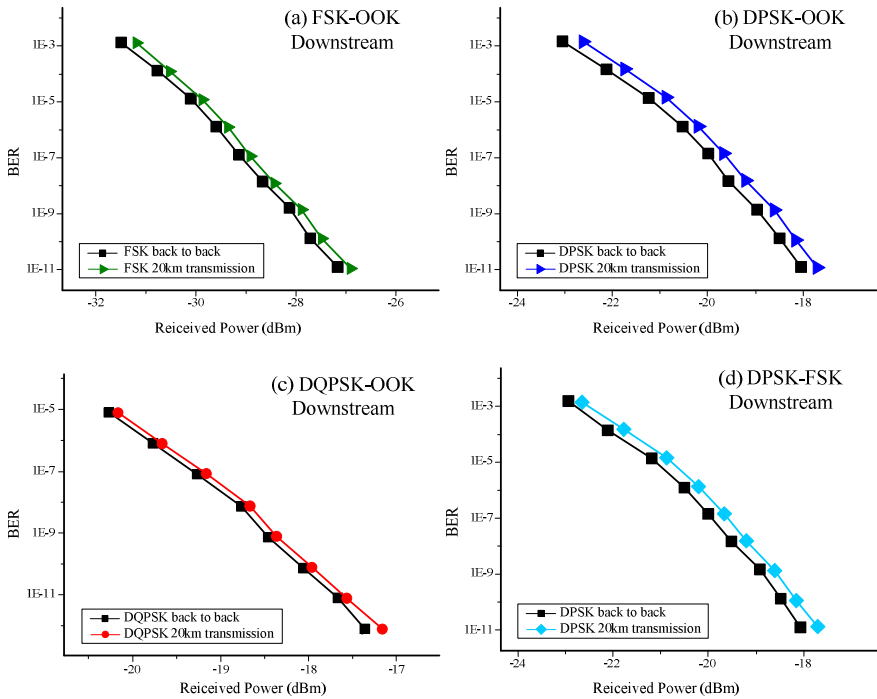 (a) FSK-OOK
Downstream
BER
1E-3
1E-5
1E-7
1E-9
1E-11
FSK back to back
FSK 20km transmission
-32
-30
-28
-26
Reiceived Power (dBm)
(b) DPSK-OOK
Downstream
BER
1E-3
1E-5
1E-7
1E-9
1E-11
DPSK back to back
DPSK 20km transmission
-24
-22
-20
-18
Reiceived Power (dBm)
(c) DQPSK-OOK
Downstream
BER
1E-5
1E-7
1E-9
1E-11
DQPSK back to back
DQPSK 20km transmission
-20
-19
-18
-17
Reiceived Power (dBm)
(d) DPSK-FSK
Downstream
BER
1E-3
1E-5
1E-7
1E-9
1E-11
DPSK back to back
DPSK 20km transmission
-24
-22
-20
-18
Reiceived Power (dBm)